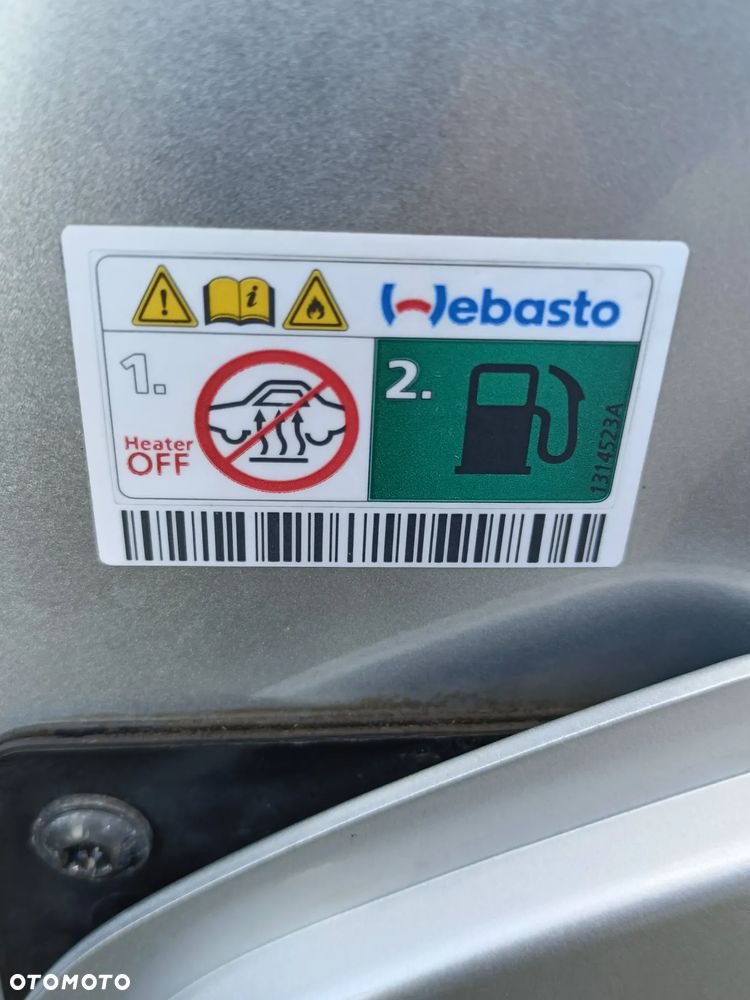 Webasto
1.
2.
Heater
OFF
1314523A
OTOMOTO